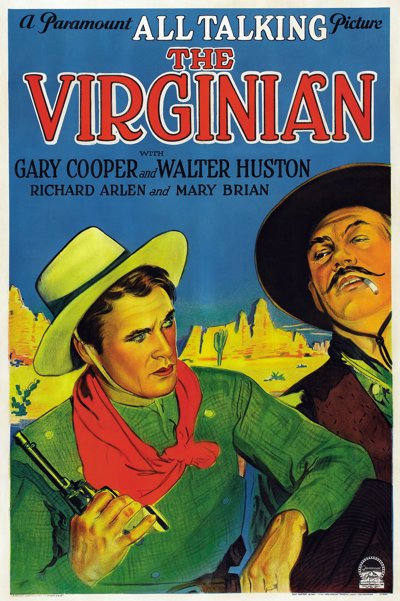 A Paramount ALL TALKING Picture
THE
VIRGINIAN
WITH
GARY COOPER and WALTER HUSTON
RICHARD ARLEN and MARY BRIAN